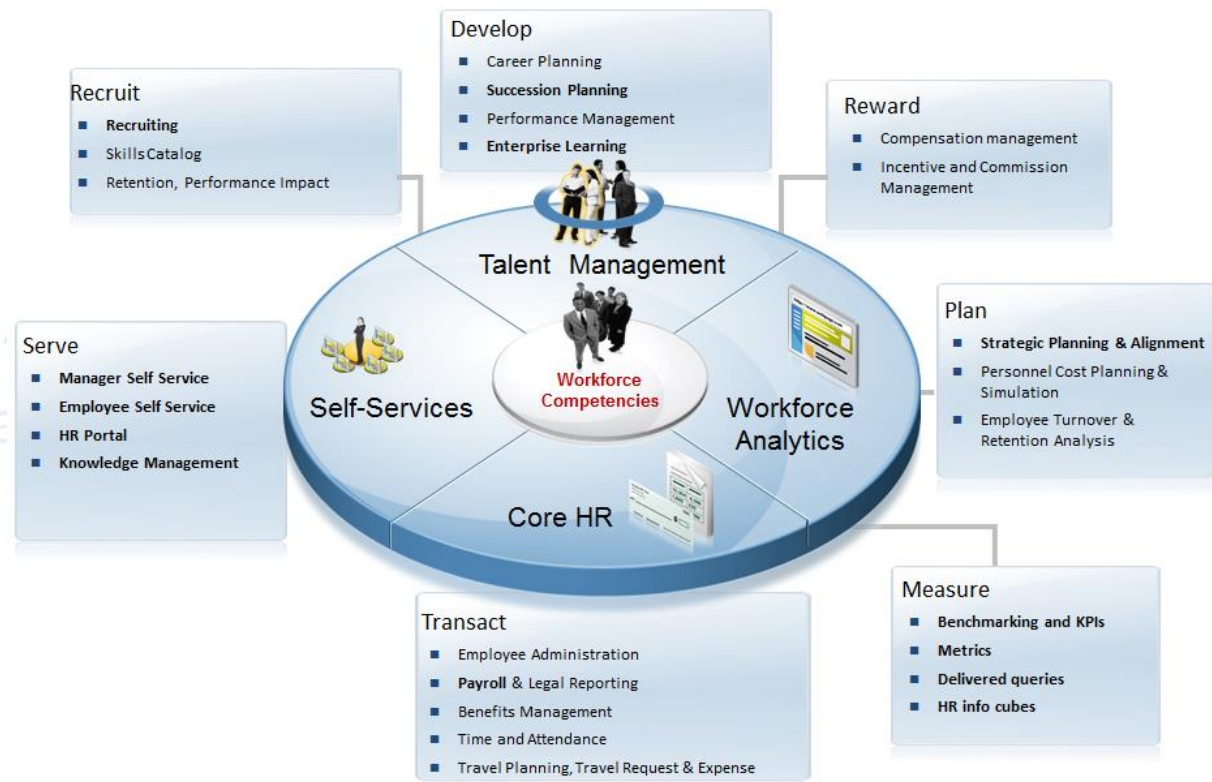 Develop
Career Planning
Succession Planning
Performance Management
Enterprise Learning
Recruit
Recruiting
Skills Catalog
Retention, Performance Impact
Reward
Compensation management
Incentive and Commission
Management
Talent Management
Serve
Manager Self Service
Employee Self Service
HR Portal
Knowledge Management
Self-Services
Workforce
Competencies
Workforce
Analytics
Plan
Strategic Planning & Alignment
Personnel Cost Planning &
Simulation
Employee Turnover &
Retention Analysis
Core HR
Transact
Employee Administration
Payroll & Legal Reporting
Benefits Management
Time and Attendance
Travel Planning, Travel Request & Expense
Measure
Benchmarking and KPIs
Metrics
Delivered queries
HR info cubes